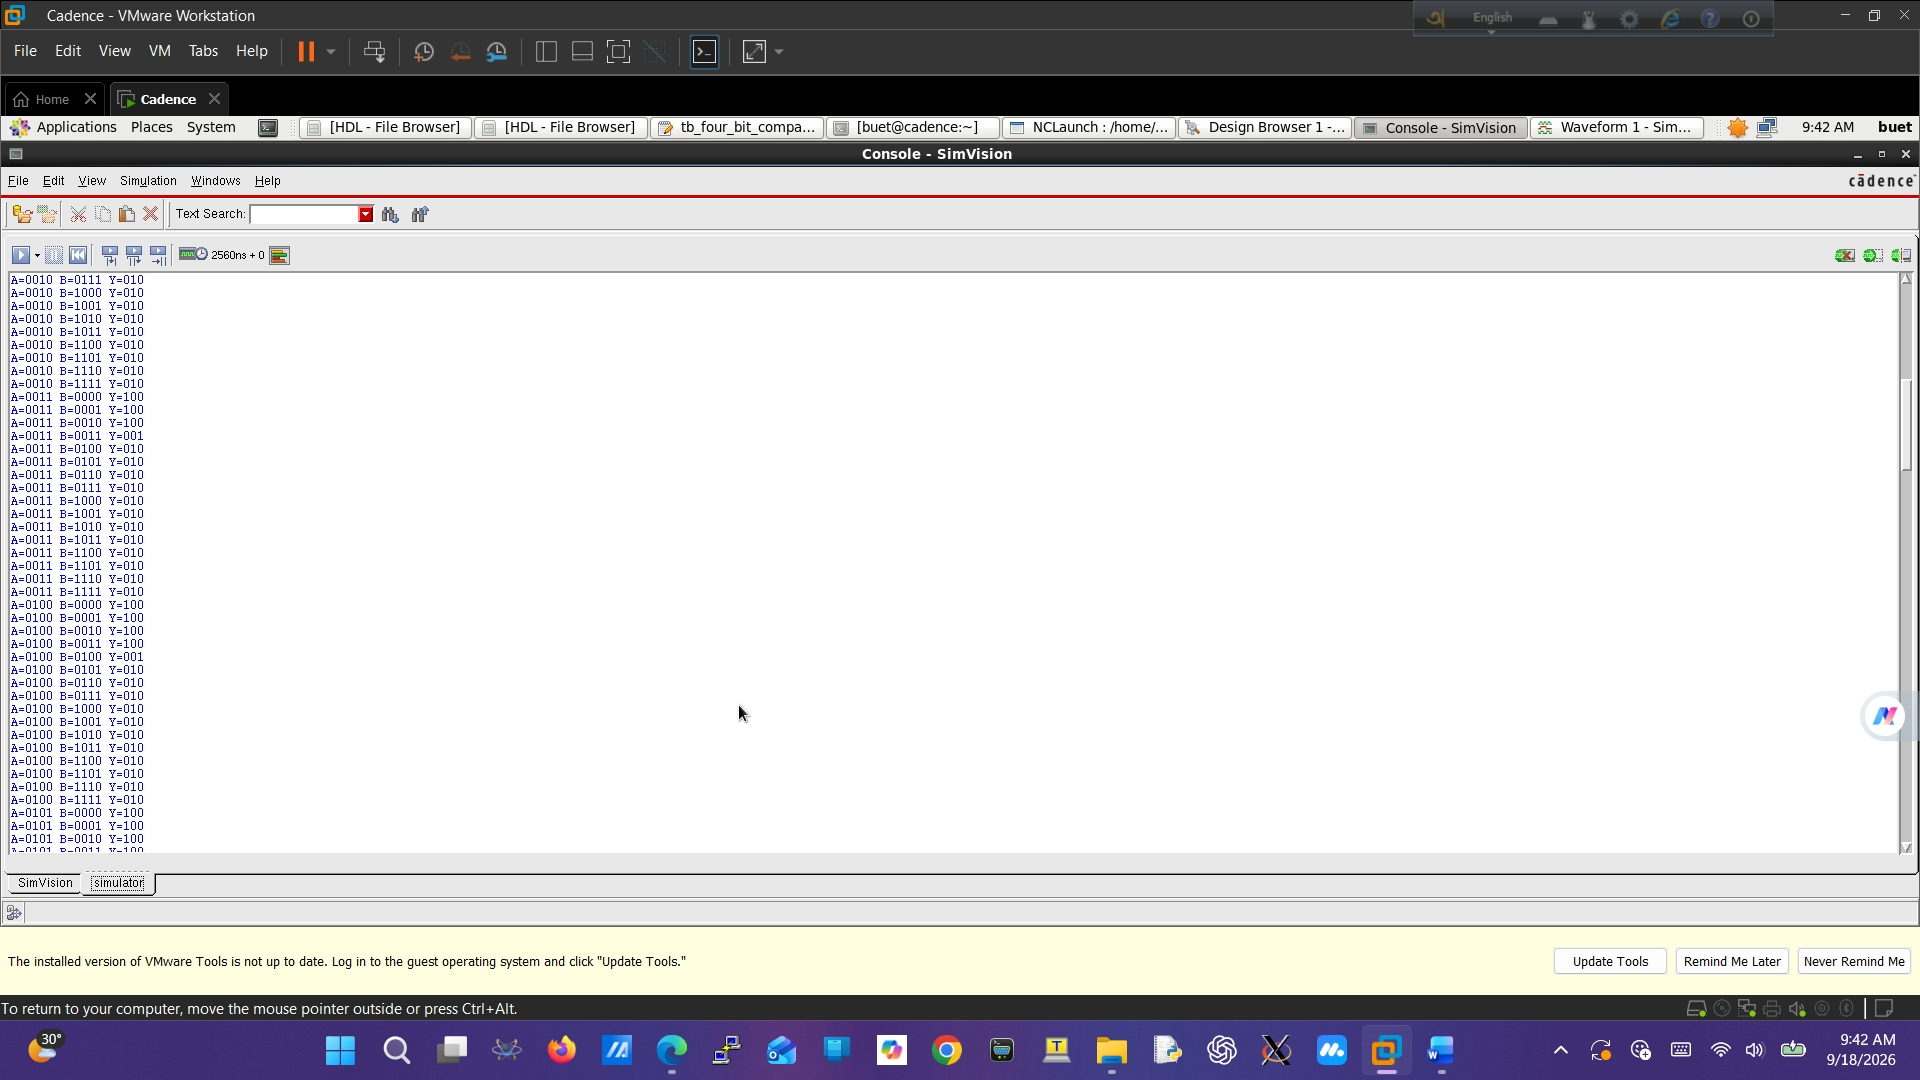 Cadence - VMware Workstation
English
File Edit View VM Tabs Help
Home Cadence
Applications Places System [HDL - File Browser] [HDL - File Browser] tb_four_bit_compa... [buet@cadence:~] NCLaunch : /home/... Design Browser 1 -... Console - SimVision Waveform 1 - Sim... 9:42 AM buet
Console - SimVision
File Edit View Simulation Windows Help cādence
Text Search:
2560ns + 0
A=0010 B=0111 Y=010
A=0010 B=1000 Y=010
A=0010 B=1001 Y=010
A=0010 B=1010 Y=010
A=0010 B=1011 Y=010
A=0010 B=1100 Y=010
A=0010 B=1101 Y=010
A=0010 B=1110 Y=010
A=0010 B=1111 Y=010
A=0011 B=0000 Y=100
A=0011 B=0001 Y=100
A=0011 B=0010 Y=100
A=0011 B=0011 Y=001
A=0011 B=0100 Y=010
A=0011 B=0101 Y=010
A=0011 B=0110 Y=010
A=0011 B=0111 Y=010
A=0011 B=1000 Y=010
A=0011 B=1001 Y=010
A=0011 B=1010 Y=010
A=0011 B=1011 Y=010
A=0011 B=1100 Y=010
A=0011 B=1101 Y=010
A=0011 B=1110 Y=010
A=0011 B=1111 Y=010
A=0100 B=0000 Y=100
A=0100 B=0001 Y=100
A=0100 B=0010 Y=100
A=0100 B=0011 Y=100
A=0100 B=0100 Y=001
A=0100 B=0101 Y=010
A=0100 B=0110 Y=010
A=0100 B=0111 Y=010
A=0100 B=1000 Y=010
A=0100 B=1001 Y=010
A=0100 B=1010 Y=010
A=0100 B=1011 Y=010
A=0100 B=1100 Y=010
A=0100 B=1101 Y=010
A=0100 B=1110 Y=010
A=0100 B=1111 Y=010
A=0101 B=0000 Y=100
A=0101 B=0001 Y=100
A=0101 B=0010 Y=100
A=0101 B=0011 Y=100
SimVision simulator
The installed version of VMware Tools is not up to date. Log in to the guest operating system and click "Update Tools." Update Tools Remind Me Later Never Remind Me
To return to your computer, move the mouse pointer outside or press Ctrl+Alt.
30°
9:42 AM
9/18/2026